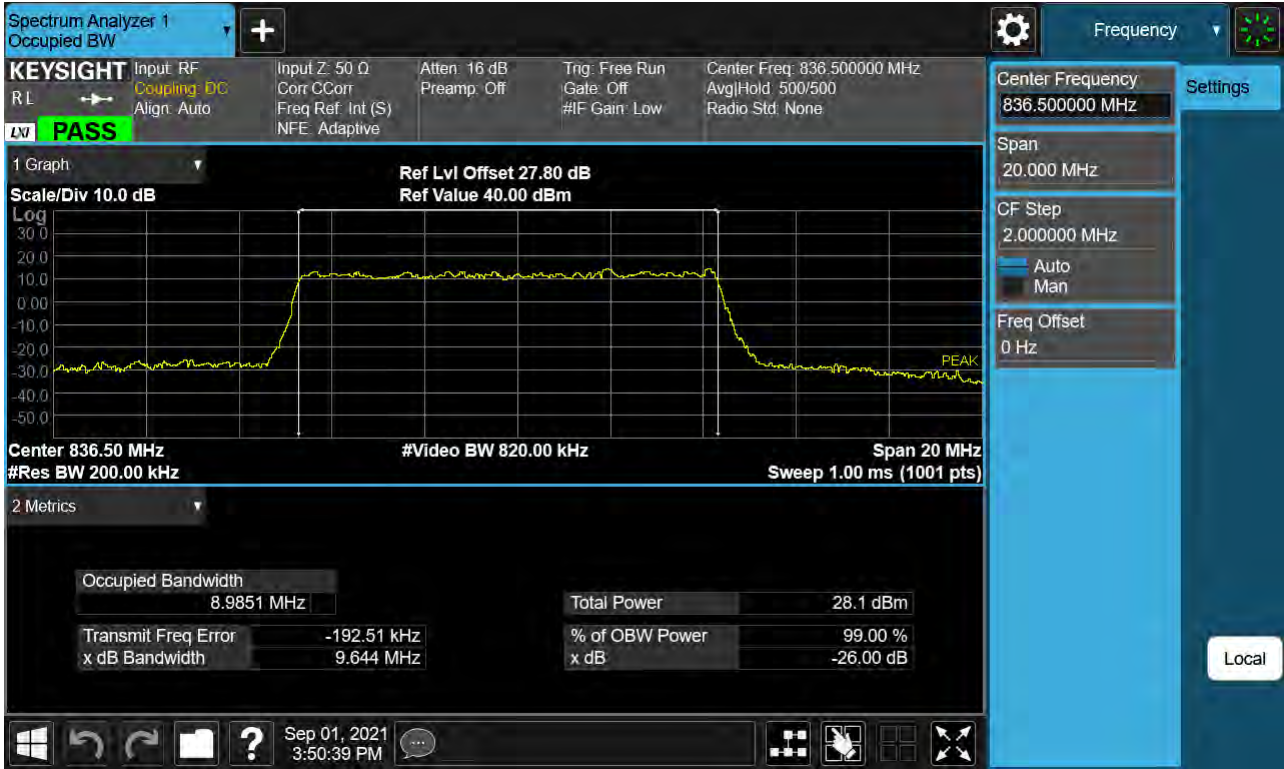 Spectrum Analyzer 1
Occupied BW
+
Frequency
KEYSIGHT
RL
LXI
PASS
Input: RF
Coupling: DC
Align: Auto
Input Z: 50 Ω
Corr CCorr
Freq Ref: Int (S)
NFE: Adaptive
Atten: 16 dB
Preamp: Off
Trig: Free Run
Gate: Off
#IF Gain: Low
Center Freq: 836.500000 MHz
Avg|Hold: 500/500
Radio Std: None
Center Frequency
836.500000 MHz
Settings
Span
20.000 MHz
CF Step
2.000000 MHz
Auto
Man
Freq Offset
0 Hz
Local
1 Graph
Scale/Div 10.0 dB
Ref Lvl Offset 27.80 dB
Ref Value 40.00 dBm
Log
30.0
20.0
10.0
0.00
-10.0
-20.0
-30.0
-40.0
-50.0
PEAK
Center 836.50 MHz
#Video BW 820.00 kHz
Span 20 MHz
#Res BW 200.00 kHz
Sweep 1.00 ms (1001 pts)
2 Metrics
Occupied Bandwidth
8.9851 MHz
Total Power 28.1 dBm
Transmit Freq Error -192.51 kHz
% of OBW Power 99.00 %
x dB Bandwidth 9.644 MHz
x dB -26.00 dB
?
Sep 01, 2021
3:50:39 PM